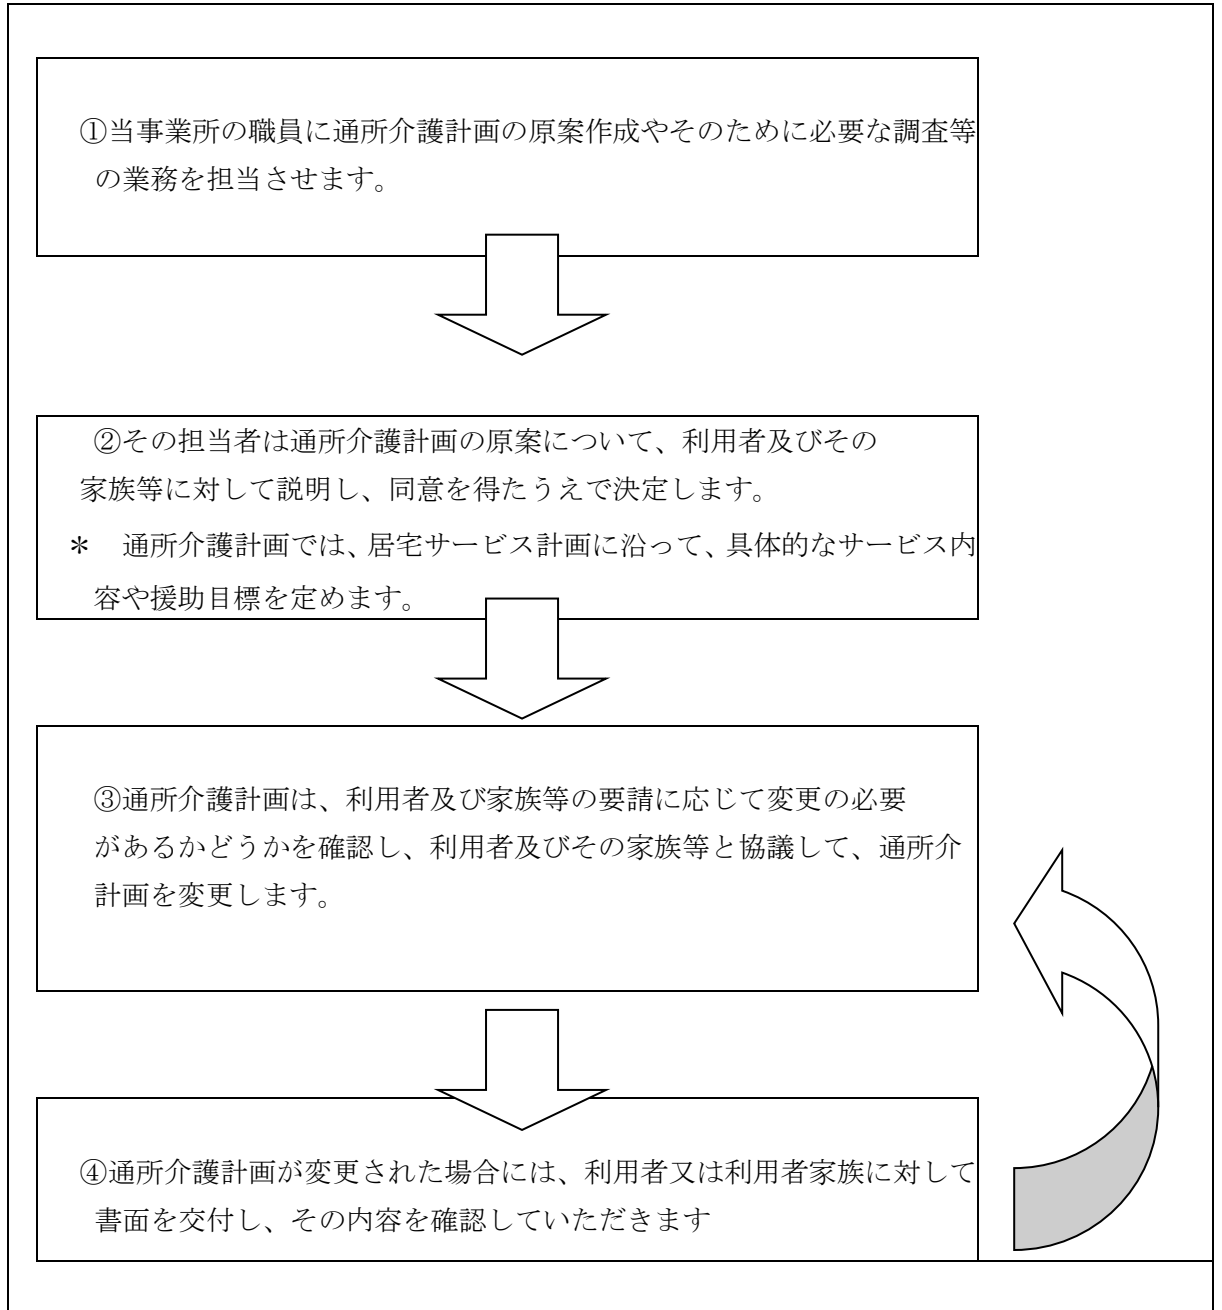 ①当事業所の職員に通所介護計画の原案作成やそのために必要な調査等
の業務を担当させます。
②その担当者は通所介護計画の原案について、利用者及びその
家族等に対して説明し、同意を得たうえで決定します。
＊　通所介護計画では、居宅サービス計画に沿って、具体的なサービス内
容や援助目標を定めます。
③通所介護計画は、利用者及び家族等の要請に応じて変更の必要
があるかどうかを確認し、利用者及びその家族等と協議して、通所介
計画を変更します。
④通所介護計画が変更された場合には、利用者又は利用者家族に対して
書面を交付し、その内容を確認していただきます